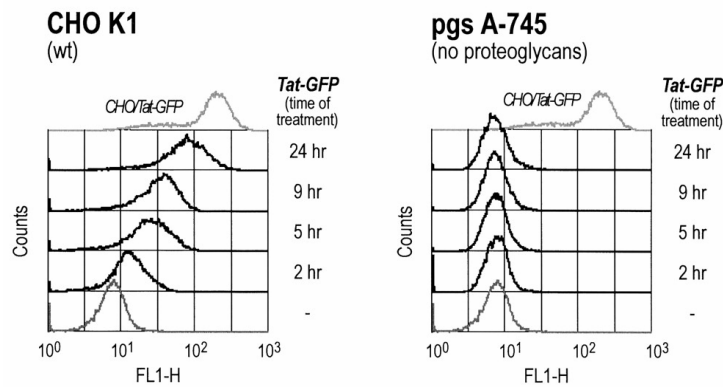 CHO K1
(wt)
CHO/Tat-GFP
Tat-GFP
(time of
treatment)
24 hr
9 hr
5 hr
2 hr
-
Counts
10⁰ 10¹ 10² 10³
FL1-H
pgs A-745
(no proteoglycans)
CHO/Tat-GFP
Tat-GFP
(time of
treatment)
24 hr
9 hr
5 hr
2 hr
-
Counts
10⁰ 10¹ 10² 10³
FL1-H